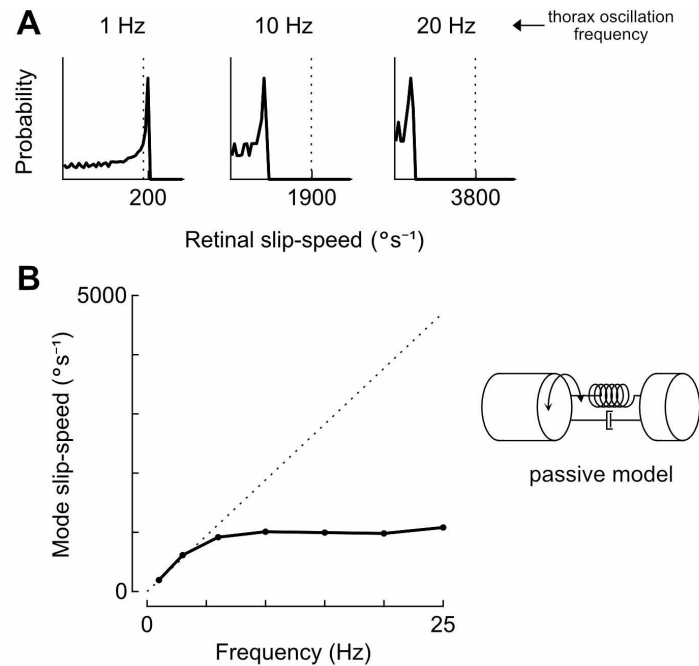 A
1 Hz 10 Hz 20 Hz
thorax oscillation
frequency
Probability
200 1900 3800
Retinal slip-speed (°s⁻¹)
B
5000
Mode slip-speed (°s⁻¹)
0
0 25
Frequency (Hz)
passive model